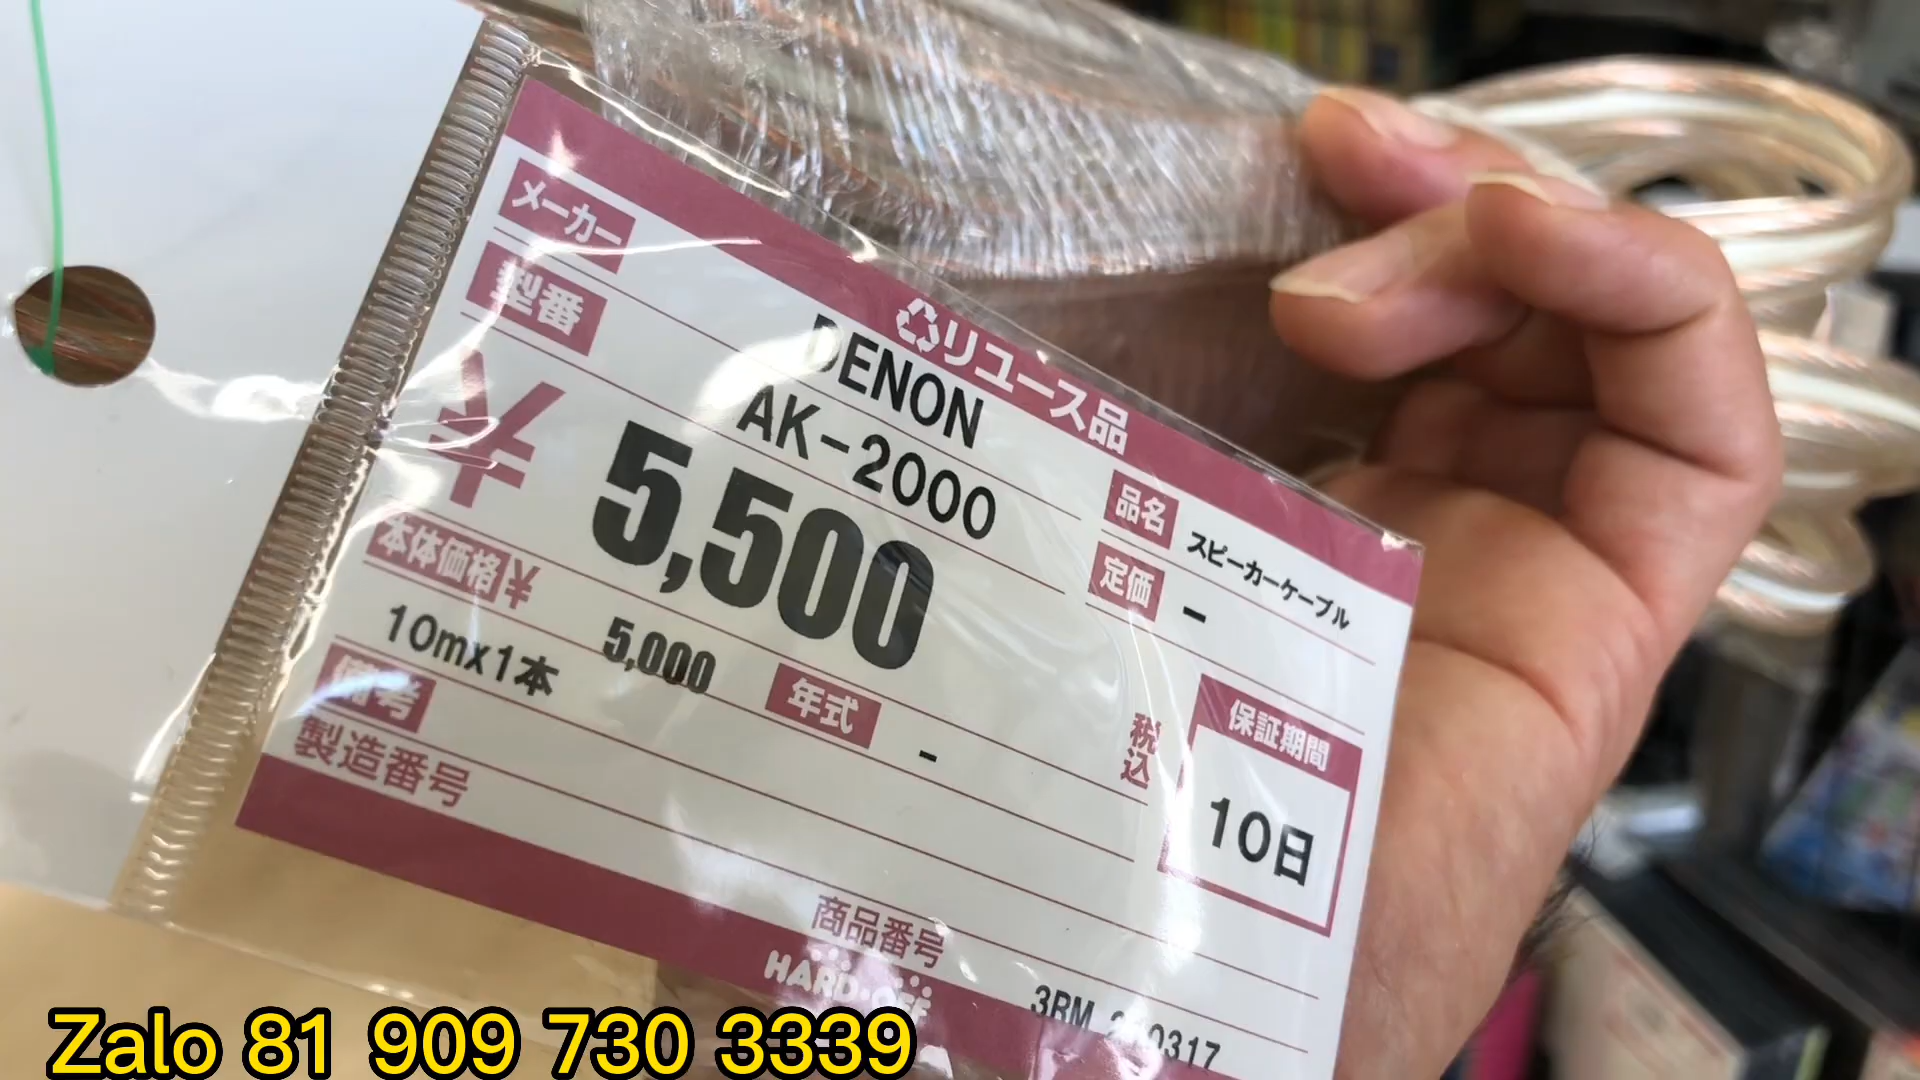 リユース品
メーカー
DENON
型番
AK-2000
品名
スピーカーケーブル
¥
5,500
定価
-
本体価格¥
5,000
年式
-
税込
保証期間
10日
10mx1本
備考
製造番号
商品番号
HARD·OFF
Zalo 81 909 730 3339